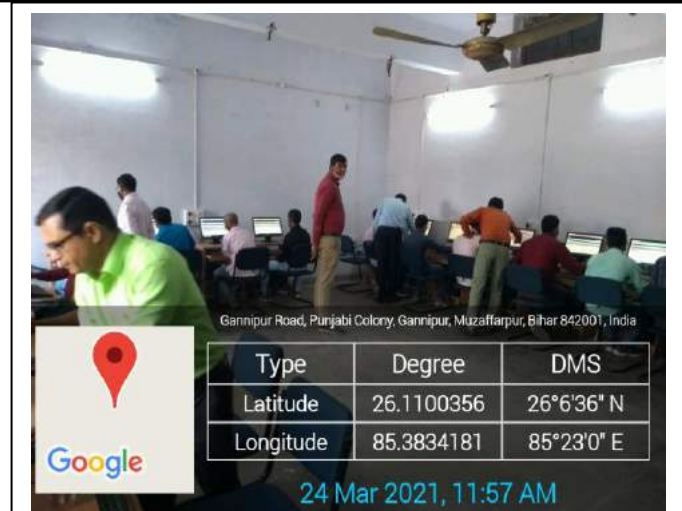 Gannipur Road, Punjabi Colony, Gannipur, Muzaffarpur, Bihar 842001, India
Type Degree DMS
Latitude 26.1100356 26°6'36" N
Longitude 85.3834181 85°23'0" E
Google
24 Mar 2021, 11:57 AM